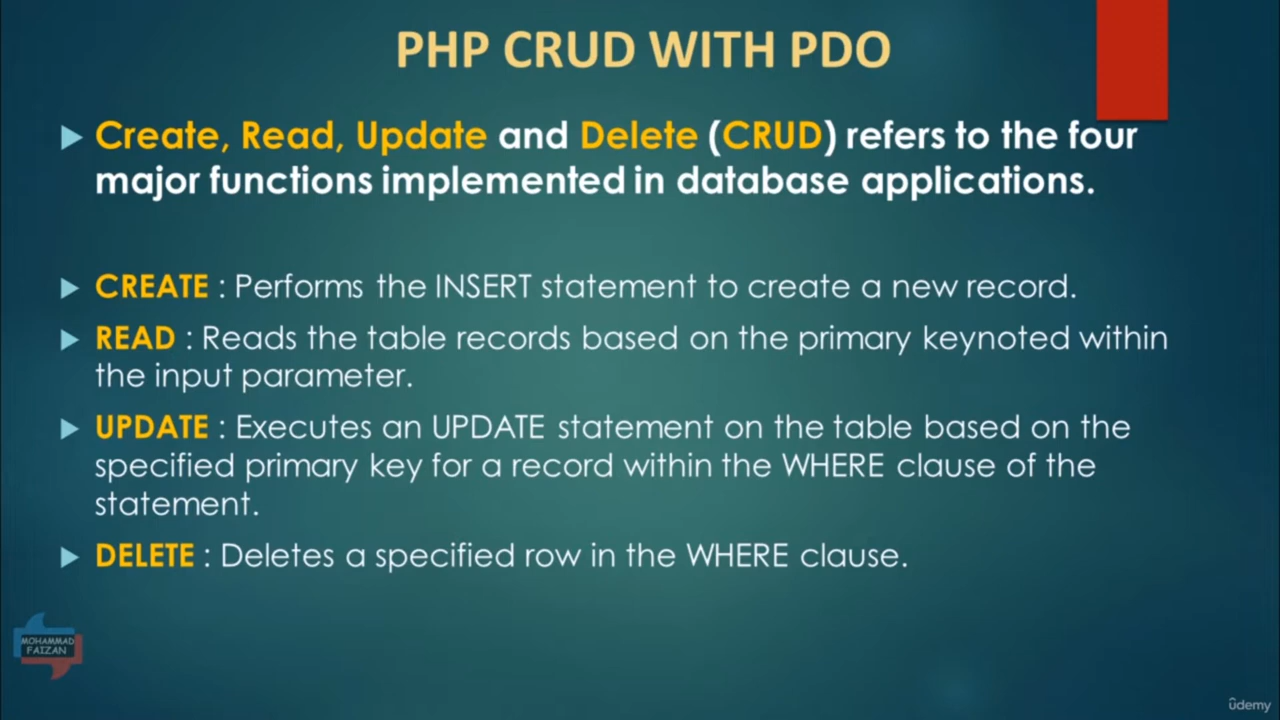 PHP CRUD WITH PDO
Create, Read, Update and Delete (CRUD) refers to the four
major functions implemented in database applications.
CREATE : Performs the INSERT statement to create a new record.
READ : Reads the table records based on the primary keynoted within
the input parameter.
UPDATE : Executes an UPDATE statement on the table based on the
specified primary key for a record within the WHERE clause of the
statement.
DELETE : Deletes a specified row in the WHERE clause.
MOHAMMAD
FAIZAN
ûdemy